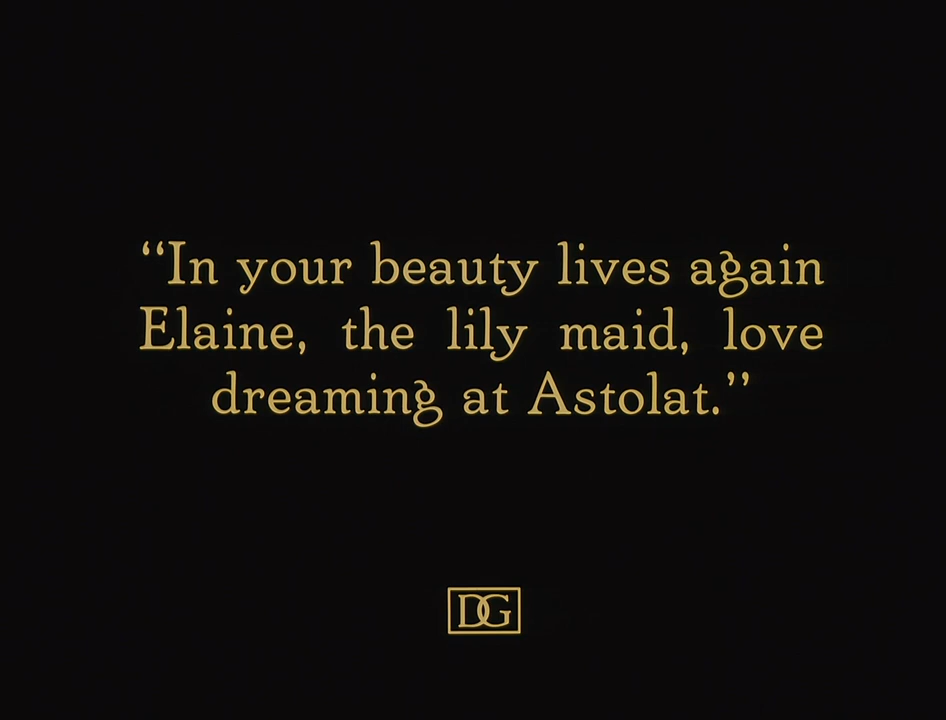 “In your beauty lives again
Elaine, the lily maid, love
dreaming at Astolat.”
DG